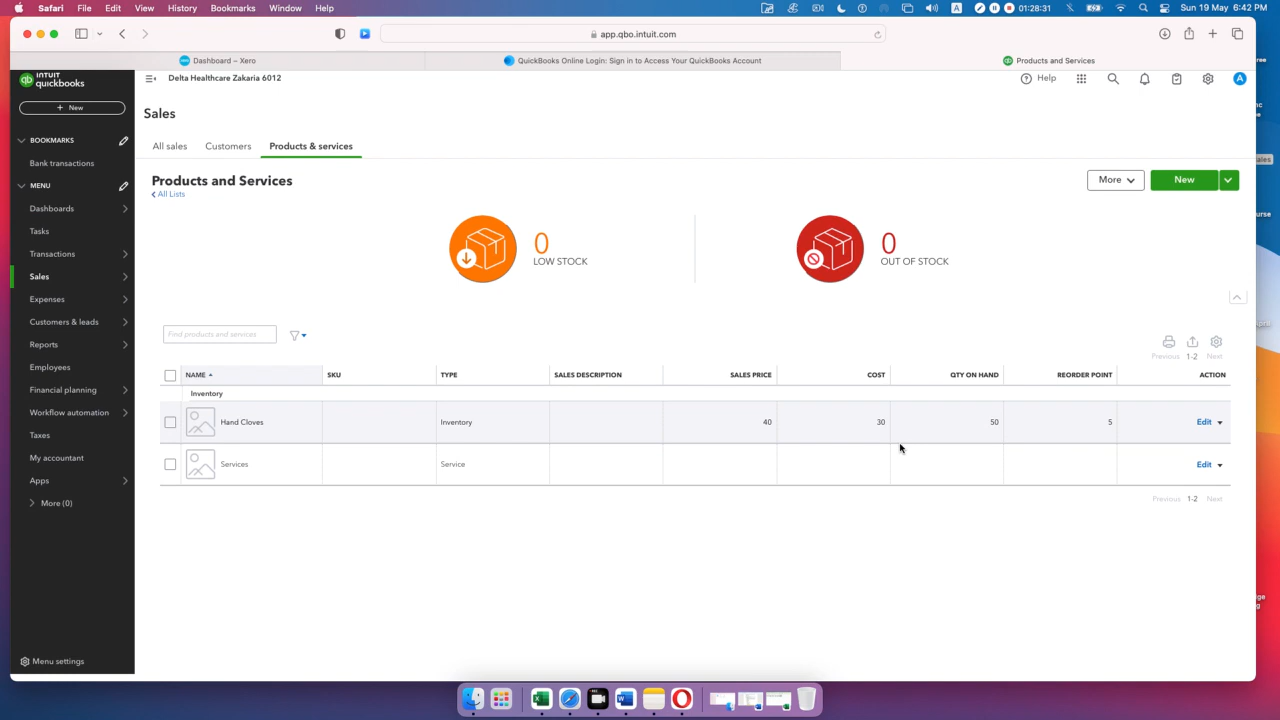 Safari File Edit View History Bookmarks Window Help
A 01:28:31 Sun 19 May 6:42 PM
app.qbo.intuit.com
Dashboard – Xero
QuickBooks Online Login: Sign in to Access Your QuickBooks Account
Products and Services
INTUIT
quickbooks
Delta Healthcare Zakaria 6012
Help
A
+ New
BOOKMARKS
Bank transactions
MENU
Dashboards
Tasks
Transactions
Sales
Expenses
Customers & leads
Reports
Employees
Financial planning
Workflow automation
Taxes
My accountant
Apps
More (0)
Menu settings
Sales
All sales Customers Products & services
Products and Services
All Lists
More New
0
LOW STOCK
0
OUT OF STOCK
Find products and services
Previous 1-2 Next
NAME SKU TYPE SALES DESCRIPTION SALES PRICE COST QTY ON HAND REORDER POINT ACTION
Inventory
Hand Cloves Inventory 40 30 50 5 Edit
Services Service Edit
Previous 1-2 Next